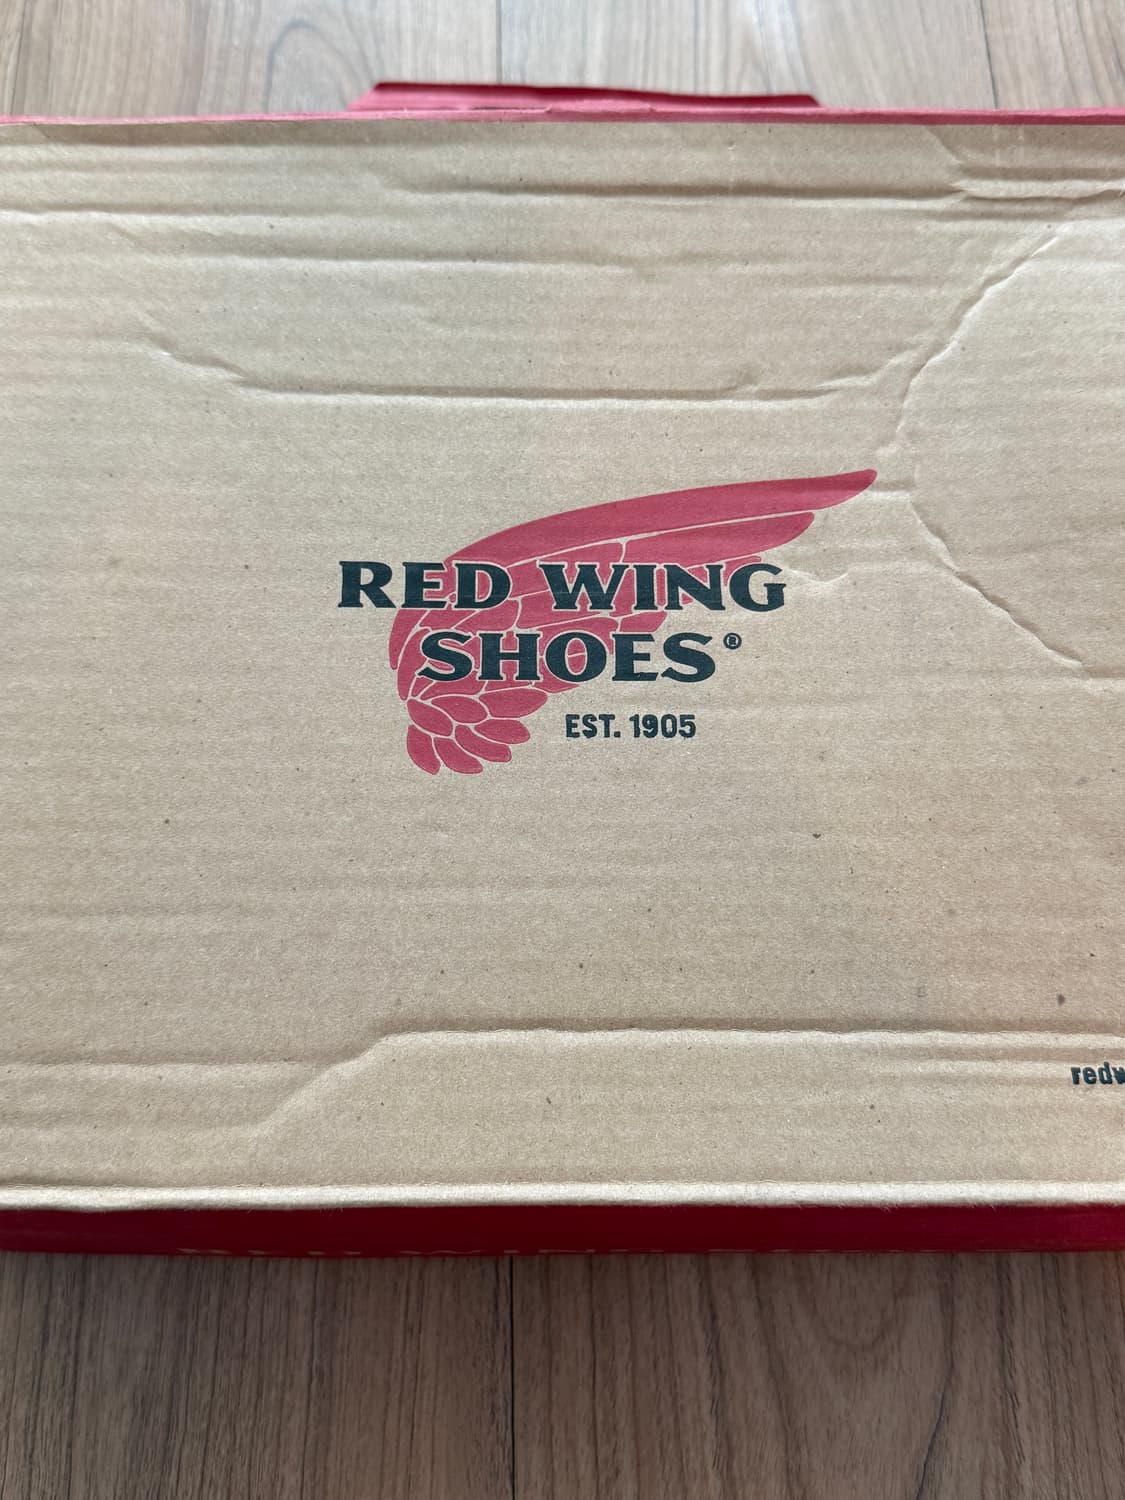 RED WING
SHOES®
EST. 1905